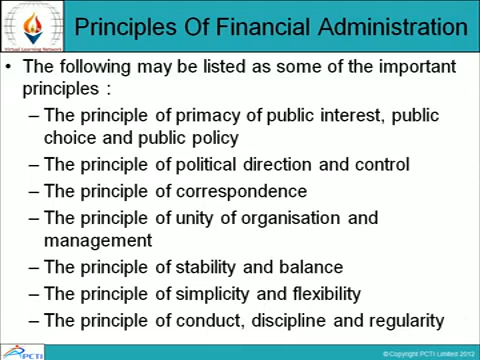 Principles Of Financial Administration
Virtual Learning Network
• The following may be listed as some of the important
principles :
– The principle of primacy of public interest, public
choice and public policy
– The principle of political direction and control
– The principle of correspondence
– The principle of unity of organisation and
management
– The principle of stability and balance
– The principle of simplicity and flexibility
– The principle of conduct, discipline and regularity
PCTI
© Copyright PCTI Limited 2012